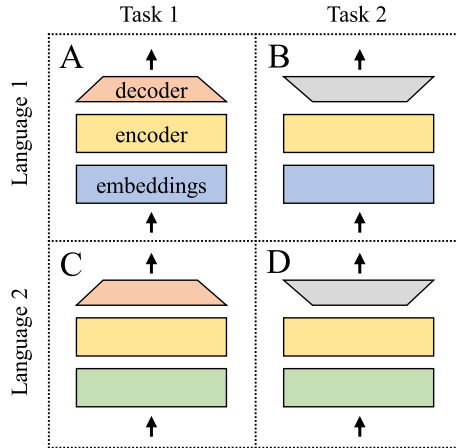 Task 1
Task 2
Language 1
A
decoder
encoder
embeddings
B
Language 2
C
D